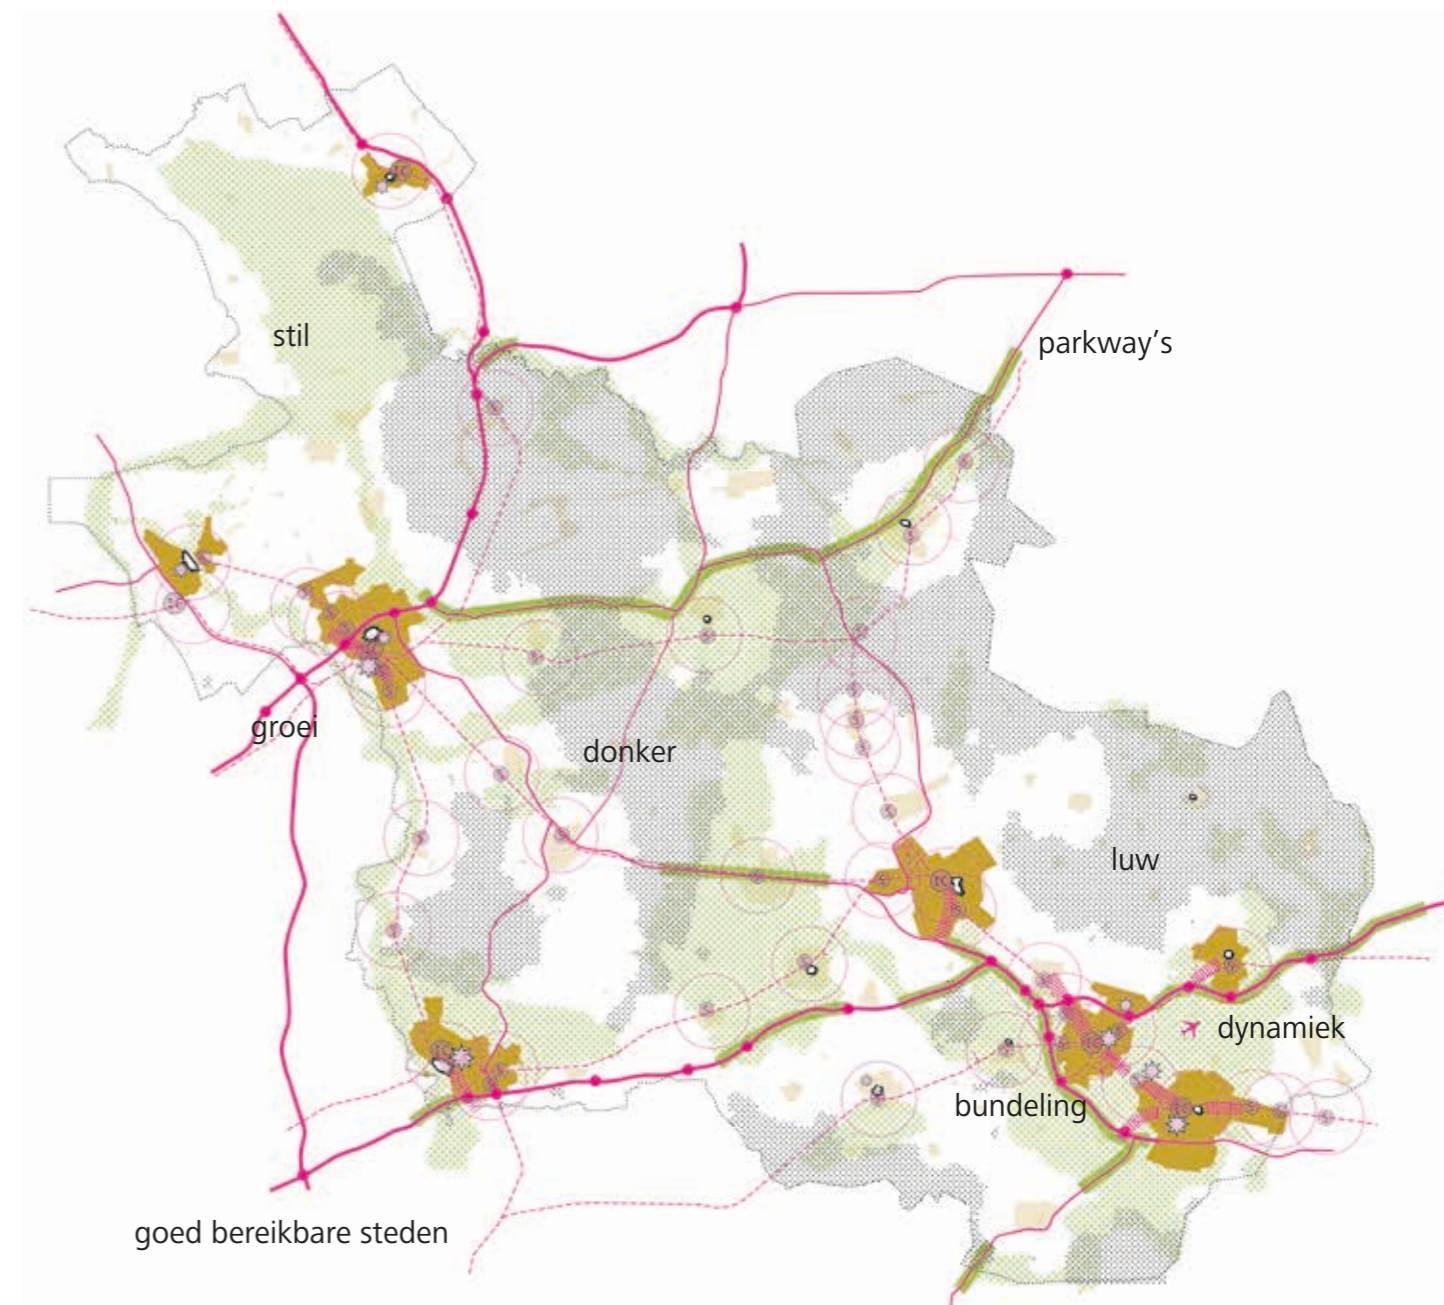 stil
parkway's
groei
donker
luw
dynamiek
bundeling
goed bereikbare steden